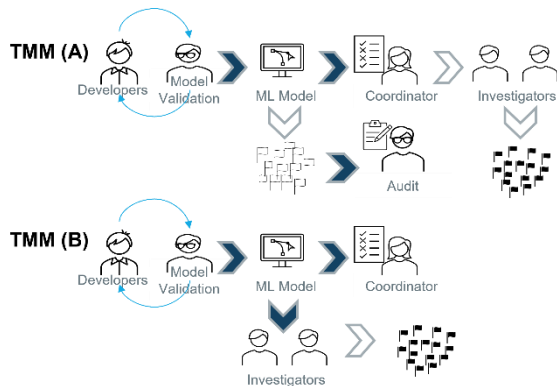 TMM (A)
Developers
Model
Validation
ML Model
Coordinator
Investigators
Audit
TMM (B)
Developers
Model
Validation
ML Model
Coordinator
Investigators